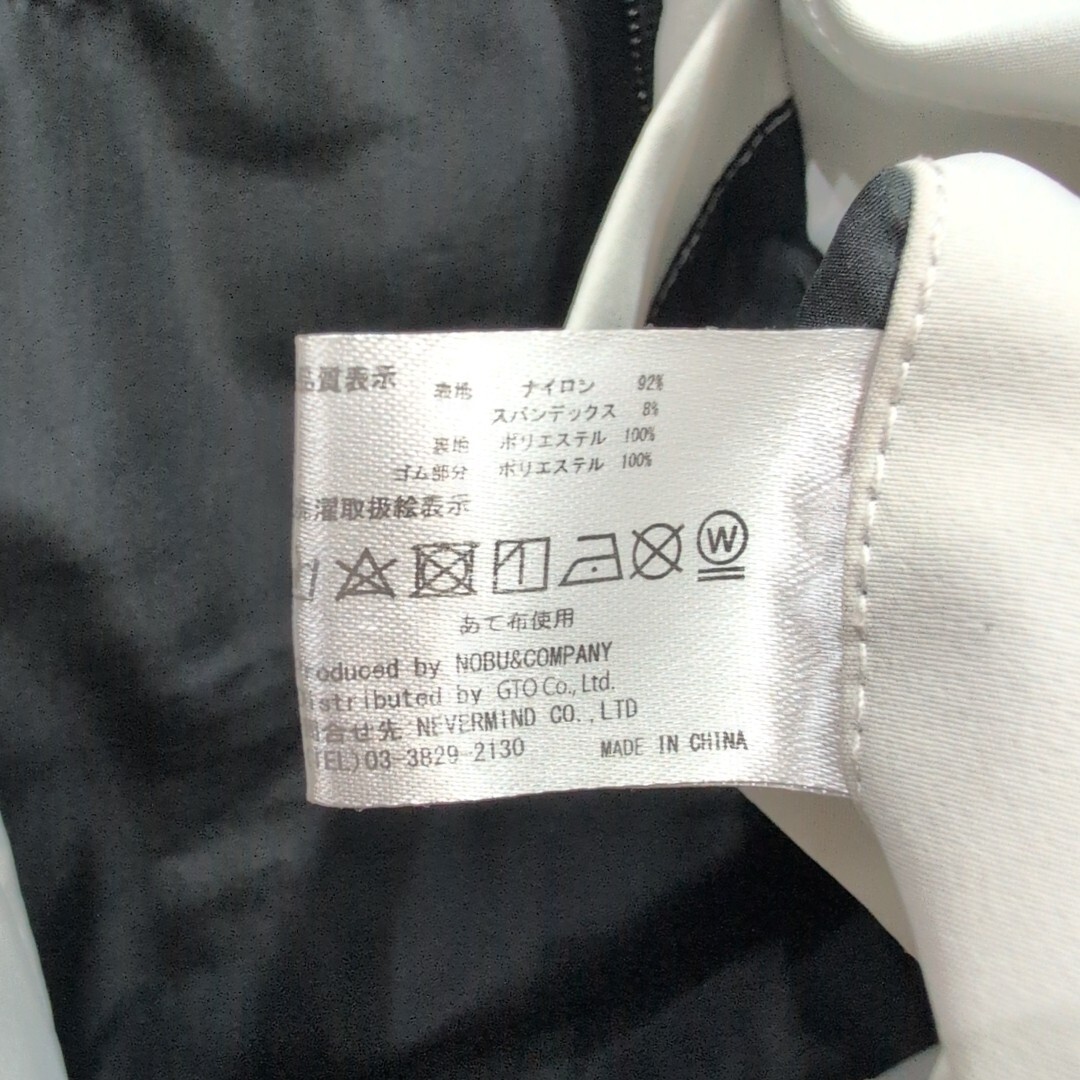 品質表示 表地 ナイロン 92%
スパンデックス 8%
裏地 ポリエステル 100%
ゴム部分 ポリエステル 100%
濯取扱絵表示
W
あて布使用
roduced by NOBU&COMPANY
istributed by GTO Co.,Ltd.
合せ先 NEVERMIND CO.,LTD
TEL)03-3829-2130 MADE IN CHINA